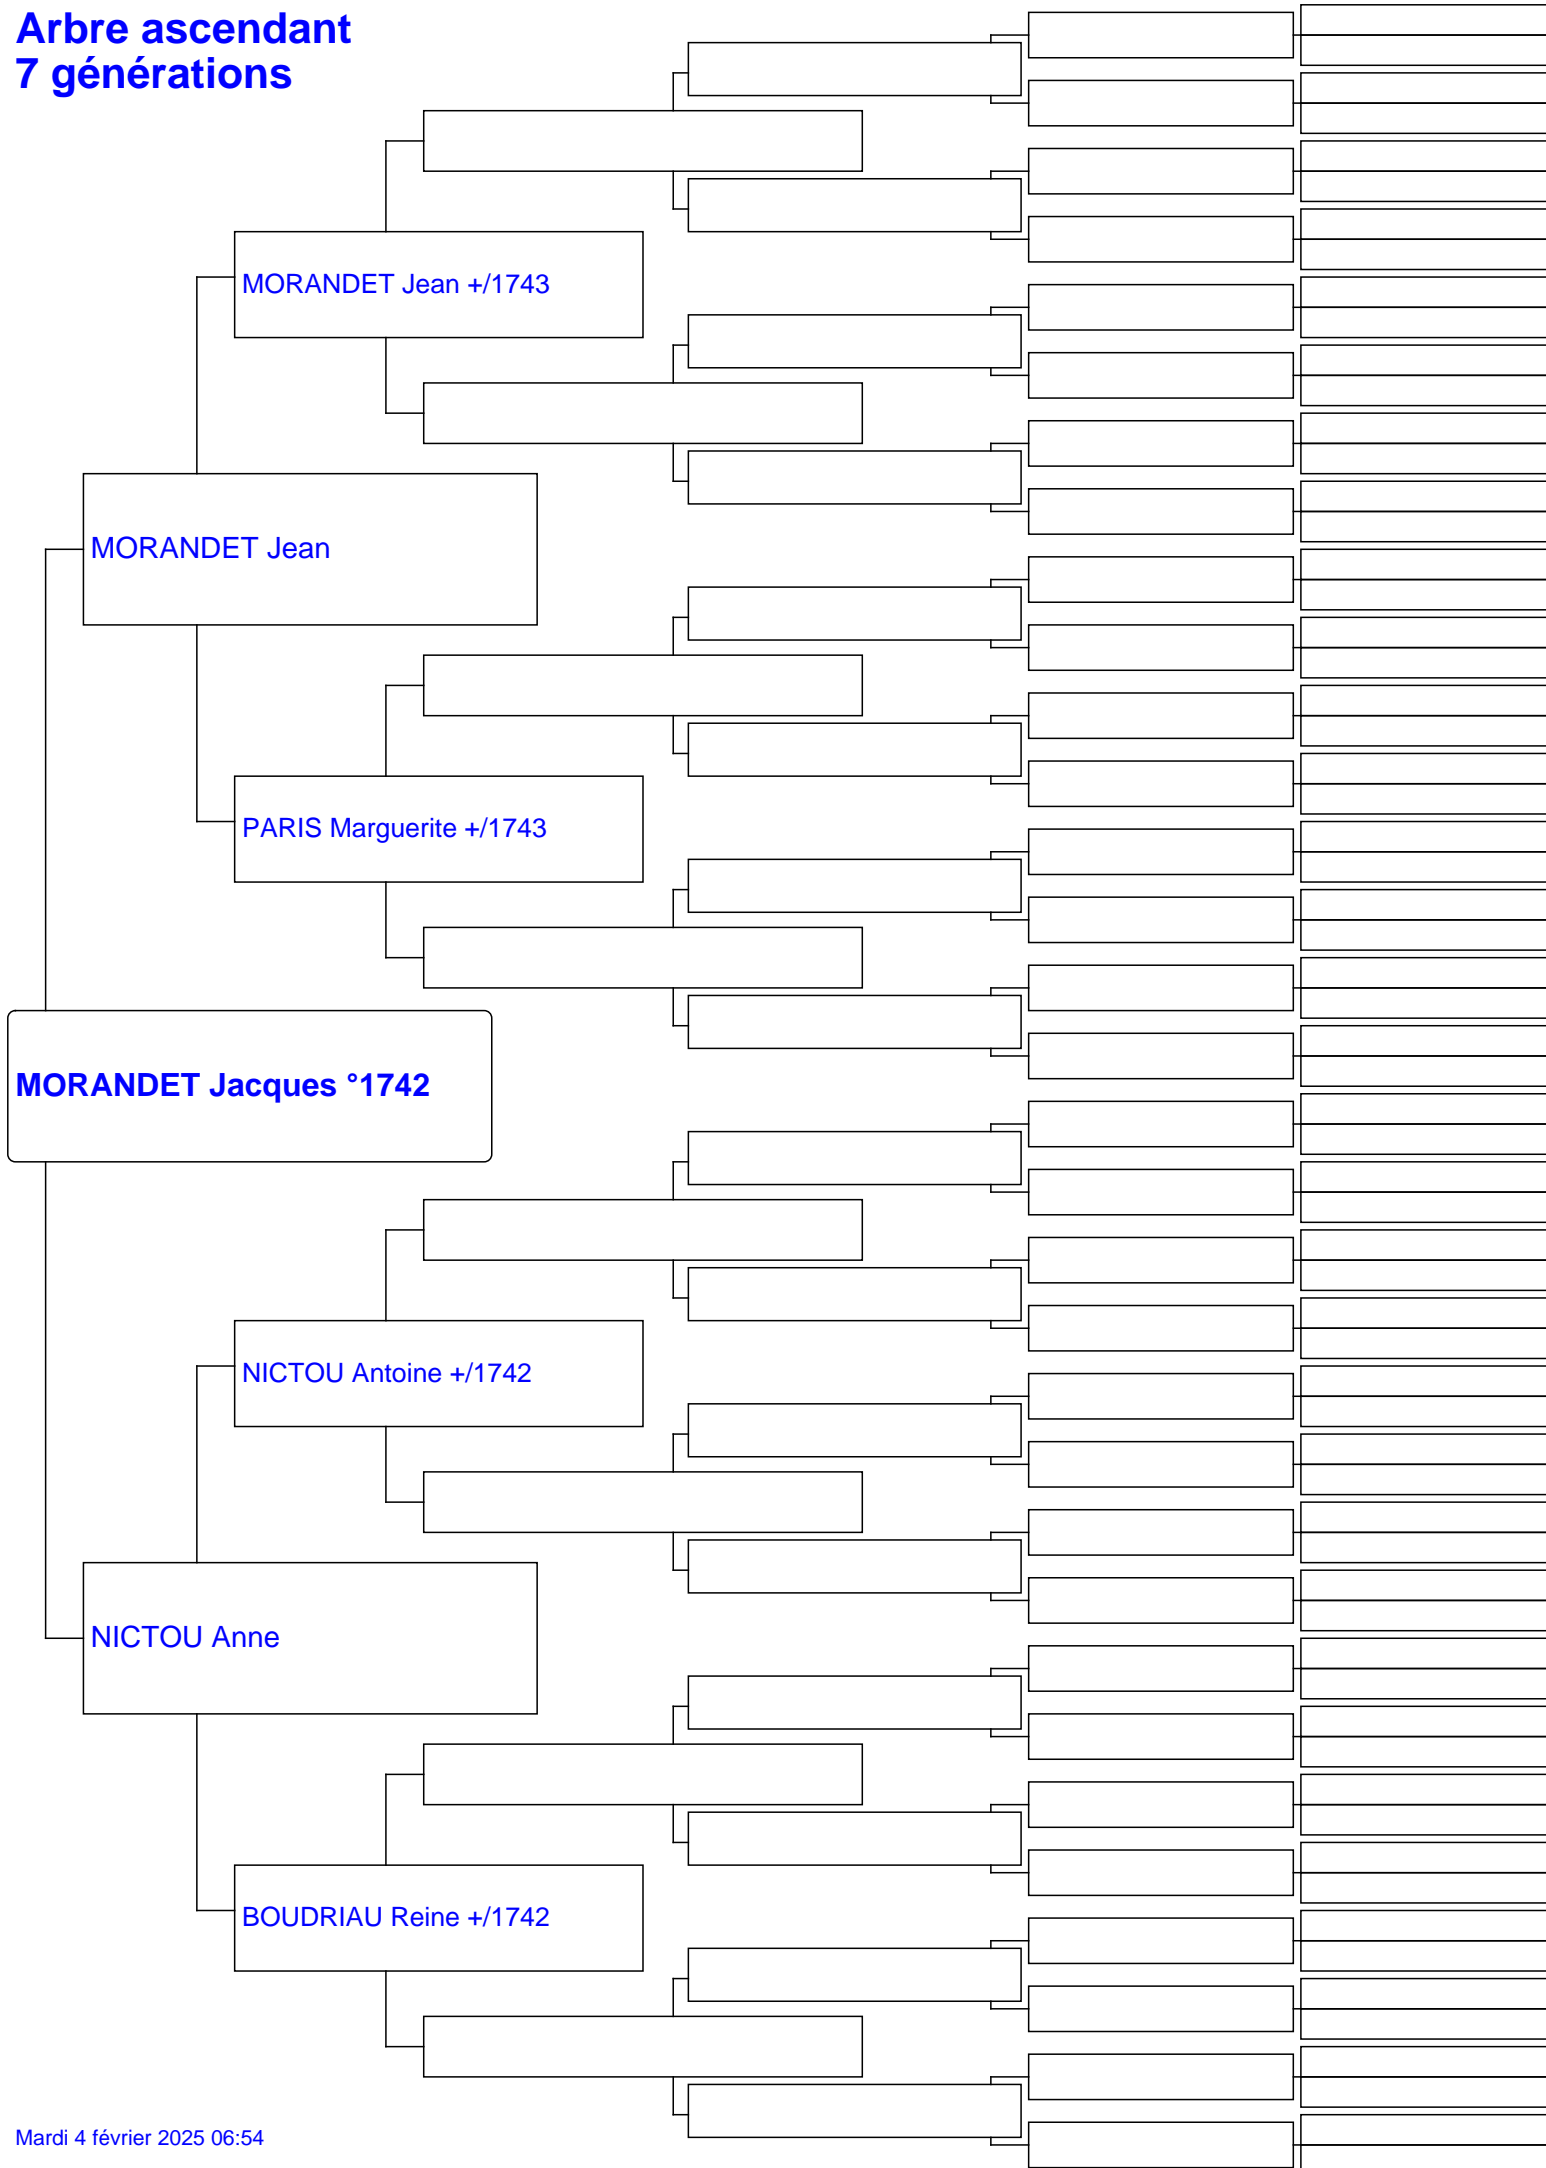 Arbre ascendant
7 générations
MORANDET Jean +/1743
MORANDET Jean
PARIS Marguerite +/1743
MORANDET Jacques °1742
NICTOU Antoine +/1742
NICTOU Anne
BOUDRIAU Reine +/1742
Mardi 4 février 2025 06:54